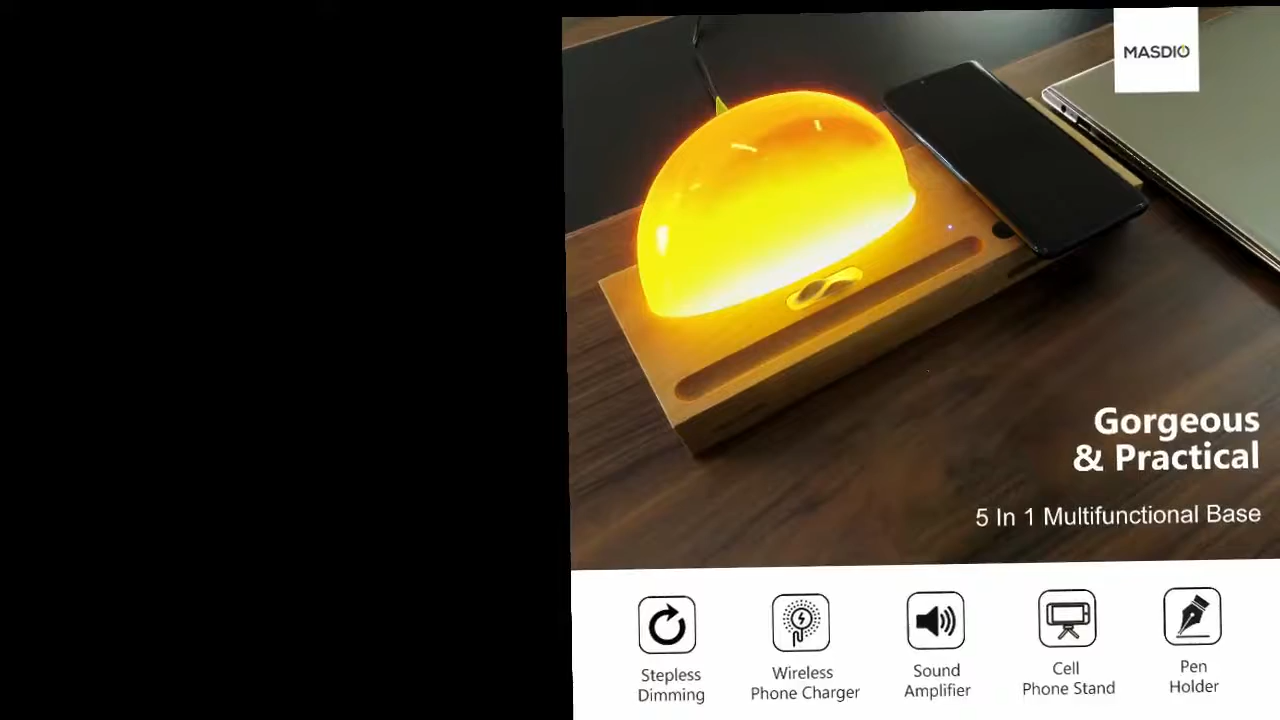 MASDIO
Gorgeous
& Practical
5 In 1 Multifunctional Base
Stepless
Dimming
Wireless
Phone Charger
Sound
Amplifier
Cell
Phone Stand
Pen
Holder